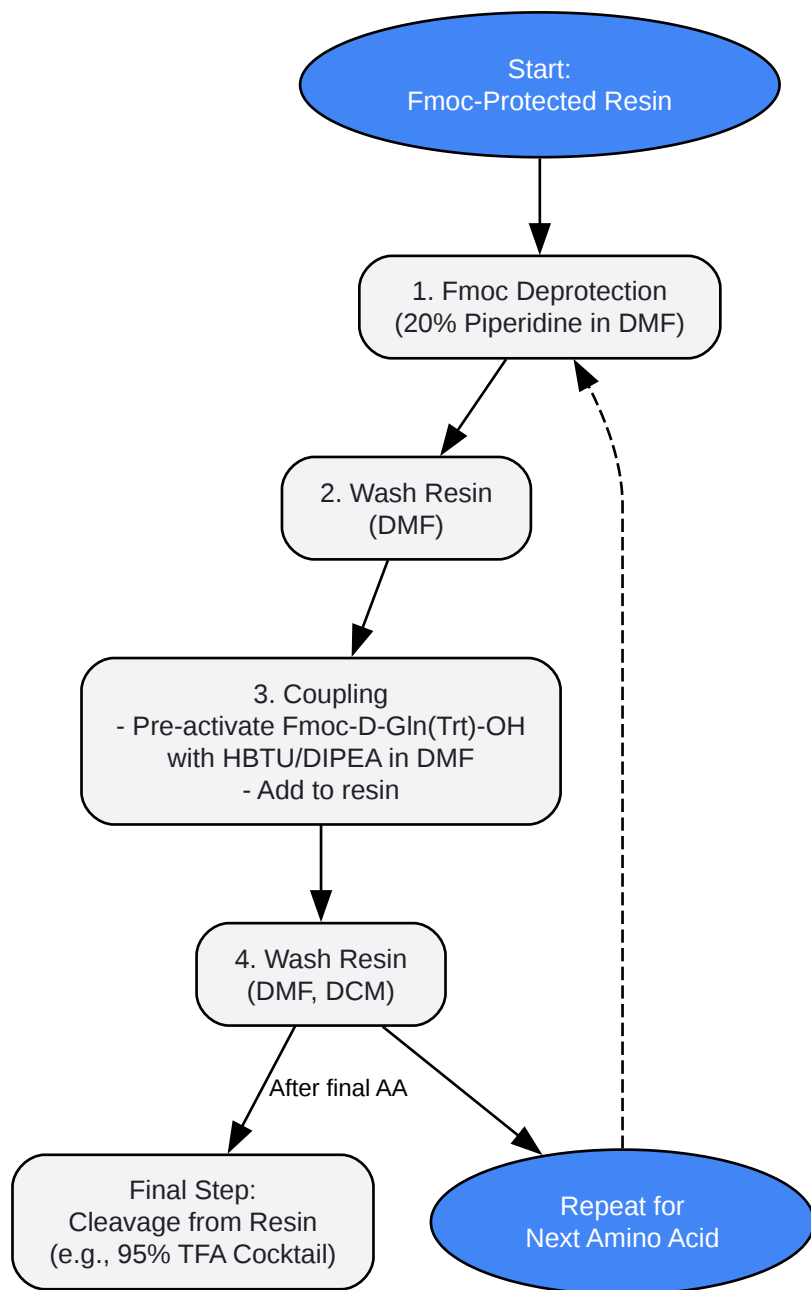 Start:
Fmoc-Protected Resin
1. Fmoc Deprotection
(20% Piperidine in DMF)
2. Wash Resin
(DMF)
3. Coupling
- Pre-activate Fmoc-D-Gln(Trt)-OH
with HBTU/DIPEA in DMF
- Add to resin
4. Wash Resin
(DMF, DCM)
After final AA
Final Step:
Cleavage from Resin
(e.g., 95% TFA Cocktail)
Repeat for
Next Amino Acid